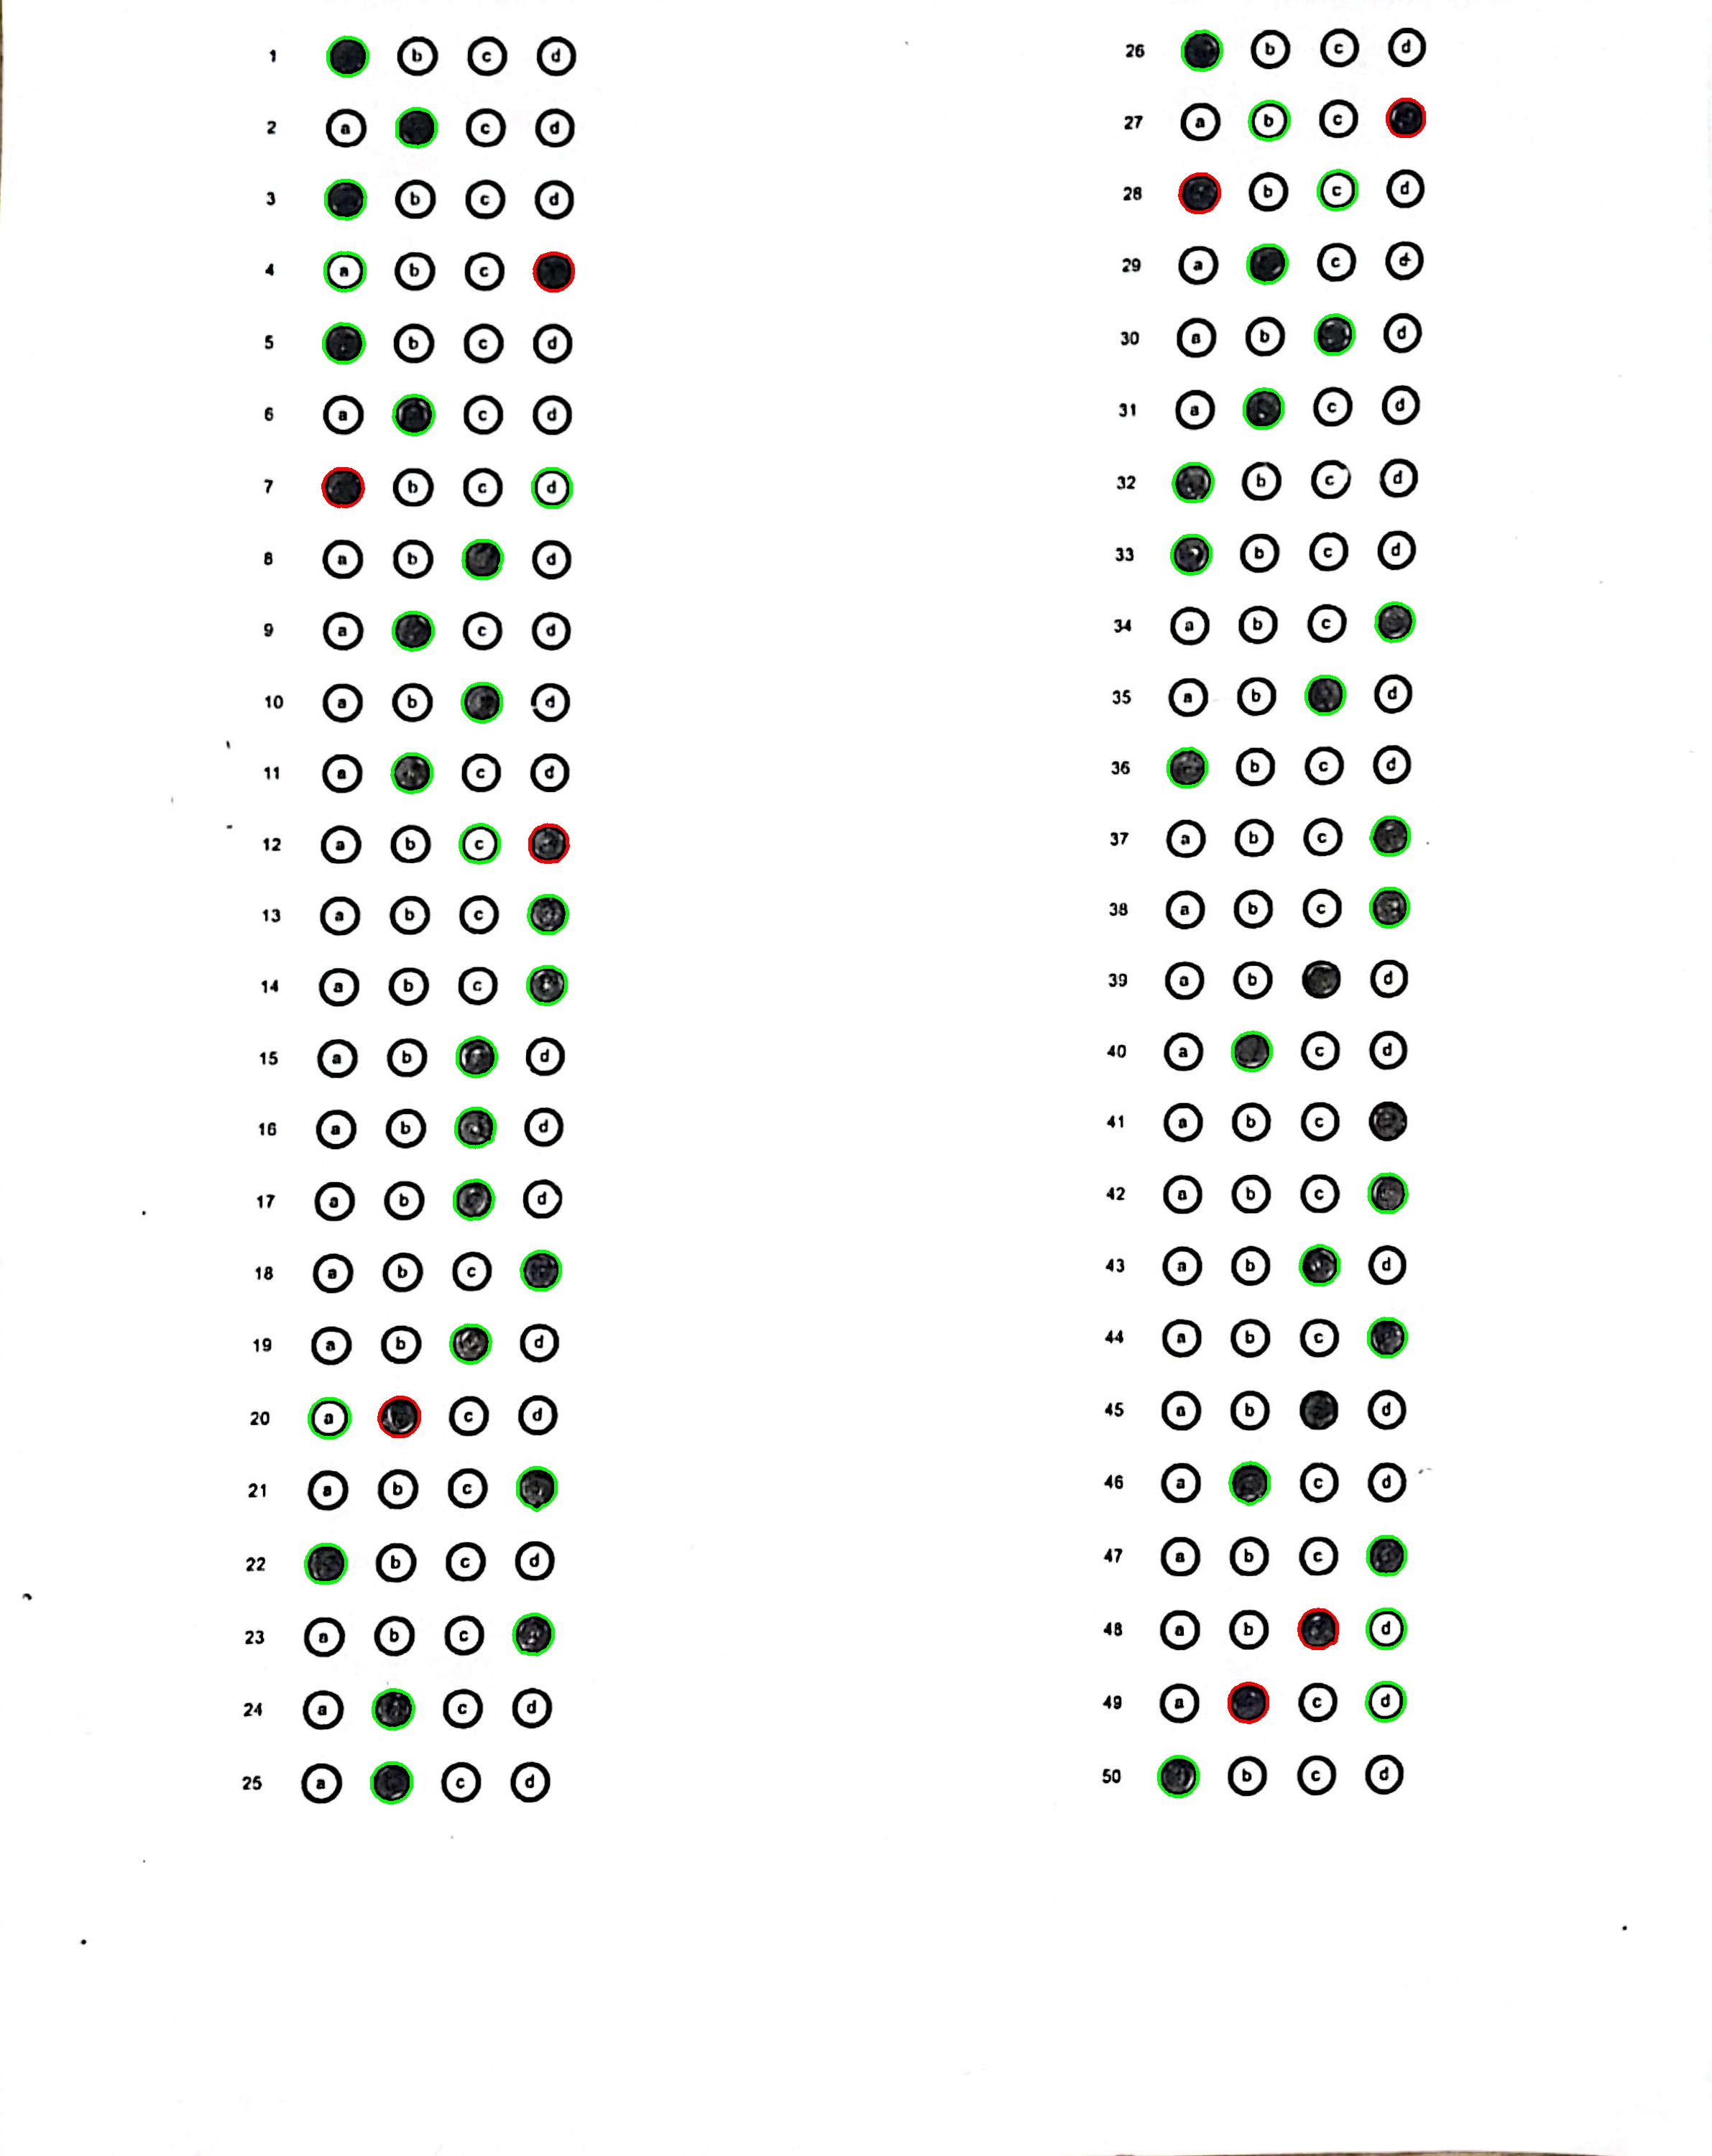 1 b c d
2 a c d
3 b c d
4 a b c
5 b c d
6 a c d
7 b c d
8 a b d
9 a c d
10 a b d
11 a c d
12 a b c
13 a b c
14 a b c
15 a b d
16 a b d
17 a b d
18 a b c
19 a b d
20 a c d
21 a b c
22 b c d
23 a b c
24 a c d
25 a c d
26 b c d
27 a b c
28 b c d
29 a c d
30 a b d
31 a c d
32 b c d
33 b c d
34 a b c
35 a b d
36 b c d
37 a b c
38 a b c
39 a b d
40 a c d
41 a b c
42 a b c
43 a b d
44 a b c
45 a b d
46 a c d
47 a b c
48 a b d
49 a c d
50 b c d